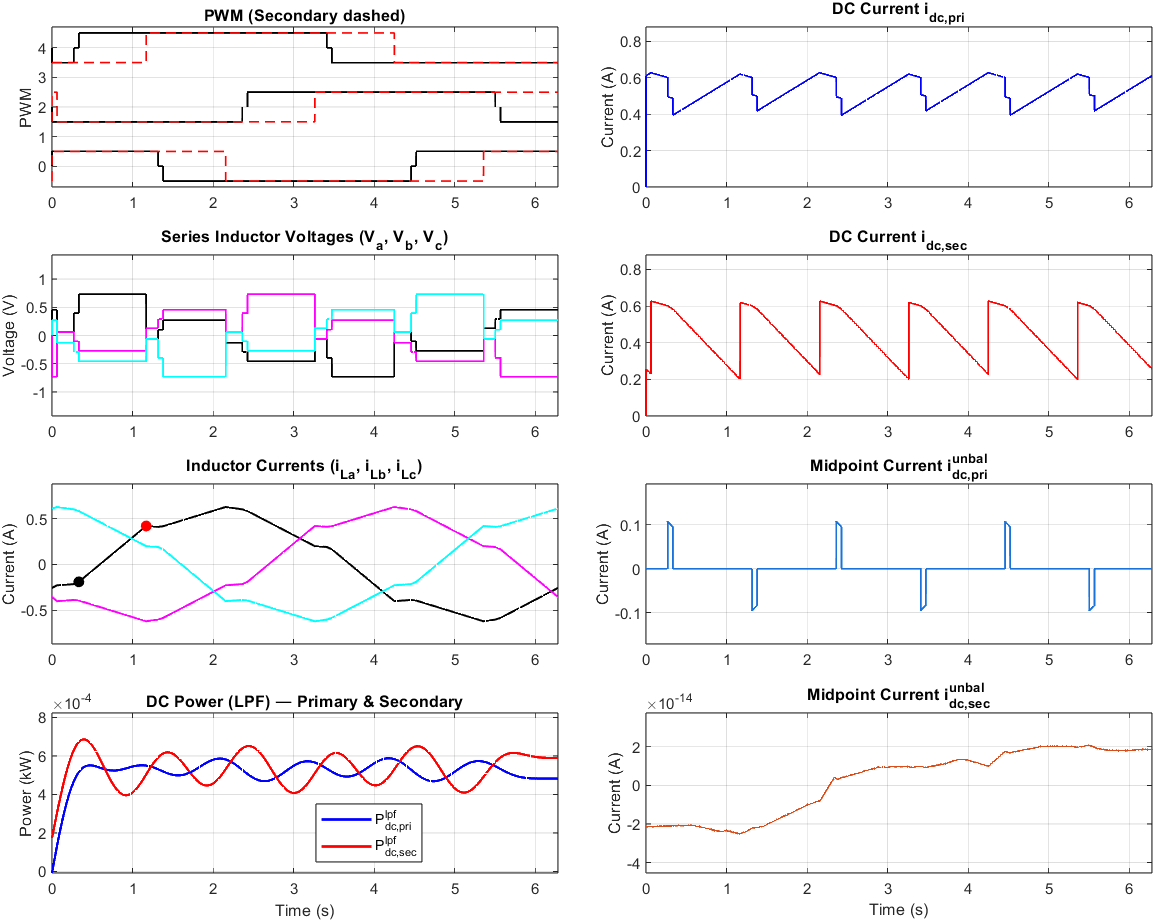 PWM (Secondary dashed)
PWM
4
3
2
1
0
0 1 2 3 4 5 6
DC Current i_dc,pri
Current (A)
0.8
0.6
0.4
0.2
0
0 1 2 3 4 5 6
Series Inductor Voltages (V_a, V_b, V_c)
Voltage (V)
1
0.5
0
-0.5
-1
0 1 2 3 4 5 6
DC Current i_dc,sec
Current (A)
0.8
0.6
0.4
0.2
0
0 1 2 3 4 5 6
Inductor Currents (i_La, i_Lb, i_Lc)
Current (A)
0.5
0
-0.5
0 1 2 3 4 5 6
Midpoint Current i^unbal_dc,pri
Current (A)
0.1
0
-0.1
0 1 2 3 4 5 6
×10^-4
DC Power (LPF) — Primary & Secondary
Power (kW)
8
6
4
2
0
P^lpf_dc,pri
P^lpf_dc,sec
0 1 2 3 4 5 6
Time (s)
×10^-14
Midpoint Current i^unbal_dc,sec
Current (A)
2
0
-2
-4
0 1 2 3 4 5 6
Time (s)